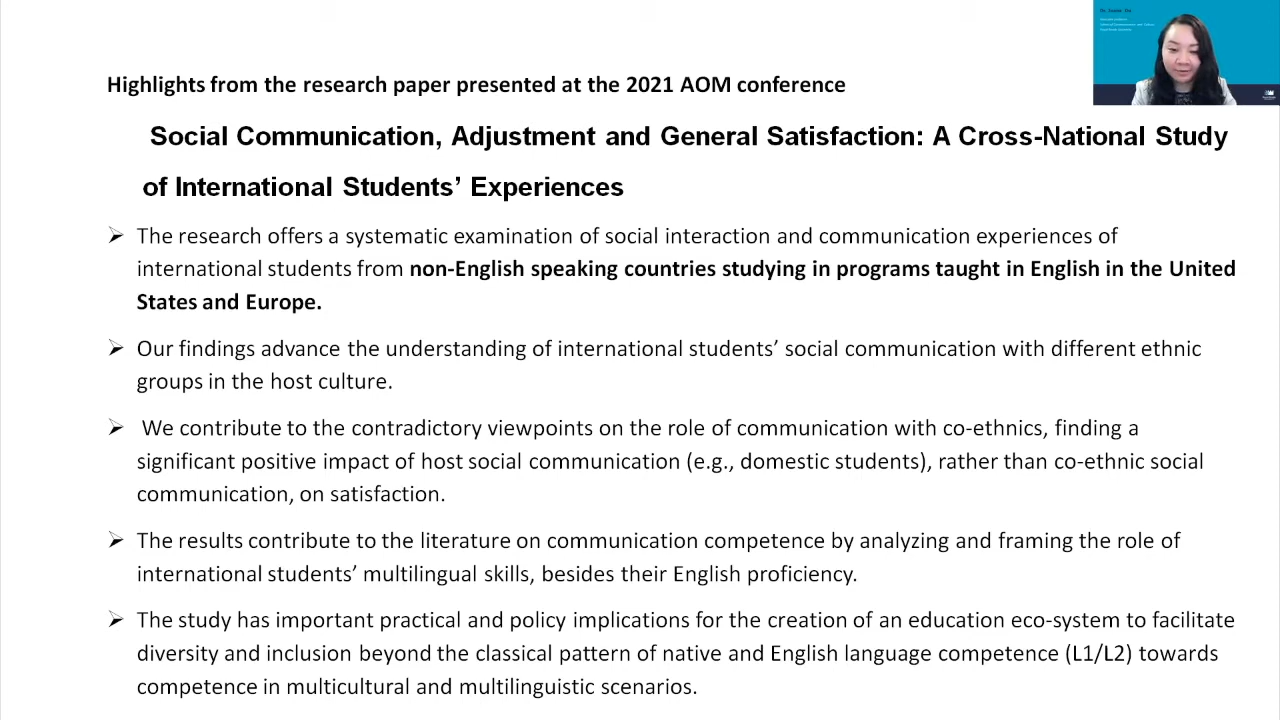 Highlights from the research paper presented at the 2021 AOM conference
Social Communication, Adjustment and General Satisfaction: A Cross-National Study
of International Students’ Experiences
➢ The research offers a systematic examination of social interaction and communication experiences of
international students from non-English speaking countries studying in programs taught in English in the United
States and Europe.
➢ Our findings advance the understanding of international students’ social communication with different ethnic
groups in the host culture.
➢ We contribute to the contradictory viewpoints on the role of communication with co-ethnics, finding a
significant positive impact of host social communication (e.g., domestic students), rather than co-ethnic social
communication, on satisfaction.
➢ The results contribute to the literature on communication competence by analyzing and framing the role of
international students’ multilingual skills, besides their English proficiency.
➢ The study has important practical and policy implications for the creation of an education eco-system to facilitate
diversity and inclusion beyond the classical pattern of native and English language competence (L1/L2) towards
competence in multicultural and multilinguistic scenarios.